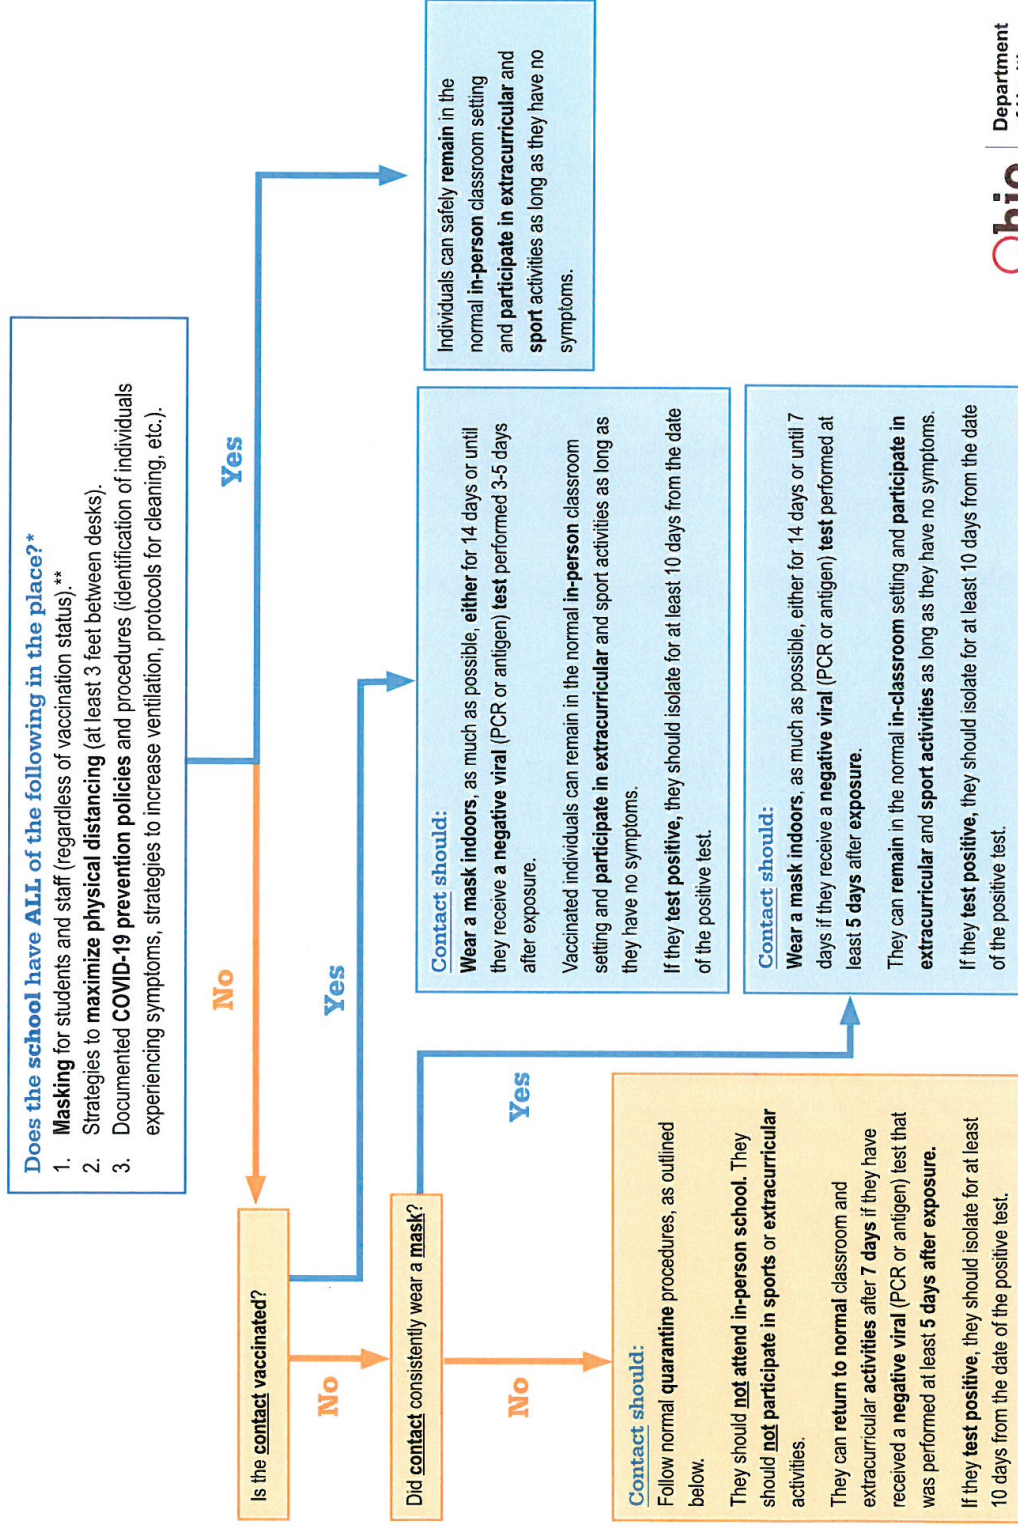 Does the school have ALL of the following in the place?*
1. Masking for students and staff (regardless of vaccination status).**
2. Strategies to maximize physical distancing (at least 3 feet between desks).
3. Documented COVID-19 prevention policies and procedures (identification of individuals
experiencing symptoms, strategies to increase ventilation, protocols for cleaning, etc.).
No
Yes
Is the contact vaccinated?
No
Yes
Did contact consistently wear a mask?
No
Yes
Contact should:
Follow normal quarantine procedures, as outlined
below.
They should not attend in-person school. They
should not participate in sports or extracurricular
activities.
They can return to normal classroom and
extracurricular activities after 7 days if they have
received a negative viral (PCR or antigen) test that
was performed at least 5 days after exposure.
If they test positive, they should isolate for at least
10 days from the date of the positive test.
Contact should:
Wear a mask indoors, as much as possible, either for 14 days or until
they receive a negative viral (PCR or antigen) test performed 3-5 days
after exposure.
Vaccinated individuals can remain in the normal in-person classroom
setting and participate in extracurricular and sport activities as long as
they have no symptoms.
If they test positive, they should isolate for at least 10 days from the date
of the positive test.
Contact should:
Wear a mask indoors, as much as possible, either for 14 days or until 7
days if they receive a negative viral (PCR or antigen) test performed at
least 5 days after exposure.
They can remain in the normal in-classroom setting and participate in
extracurricular and sport activities as long as they have no symptoms.
If they test positive, they should isolate for at least 10 days from the date
of the positive test.
Individuals can safely remain in the
normal in-person classroom setting
and participate in extracurricular and
sport activities as long as they have no
symptoms.
Ohio
Department